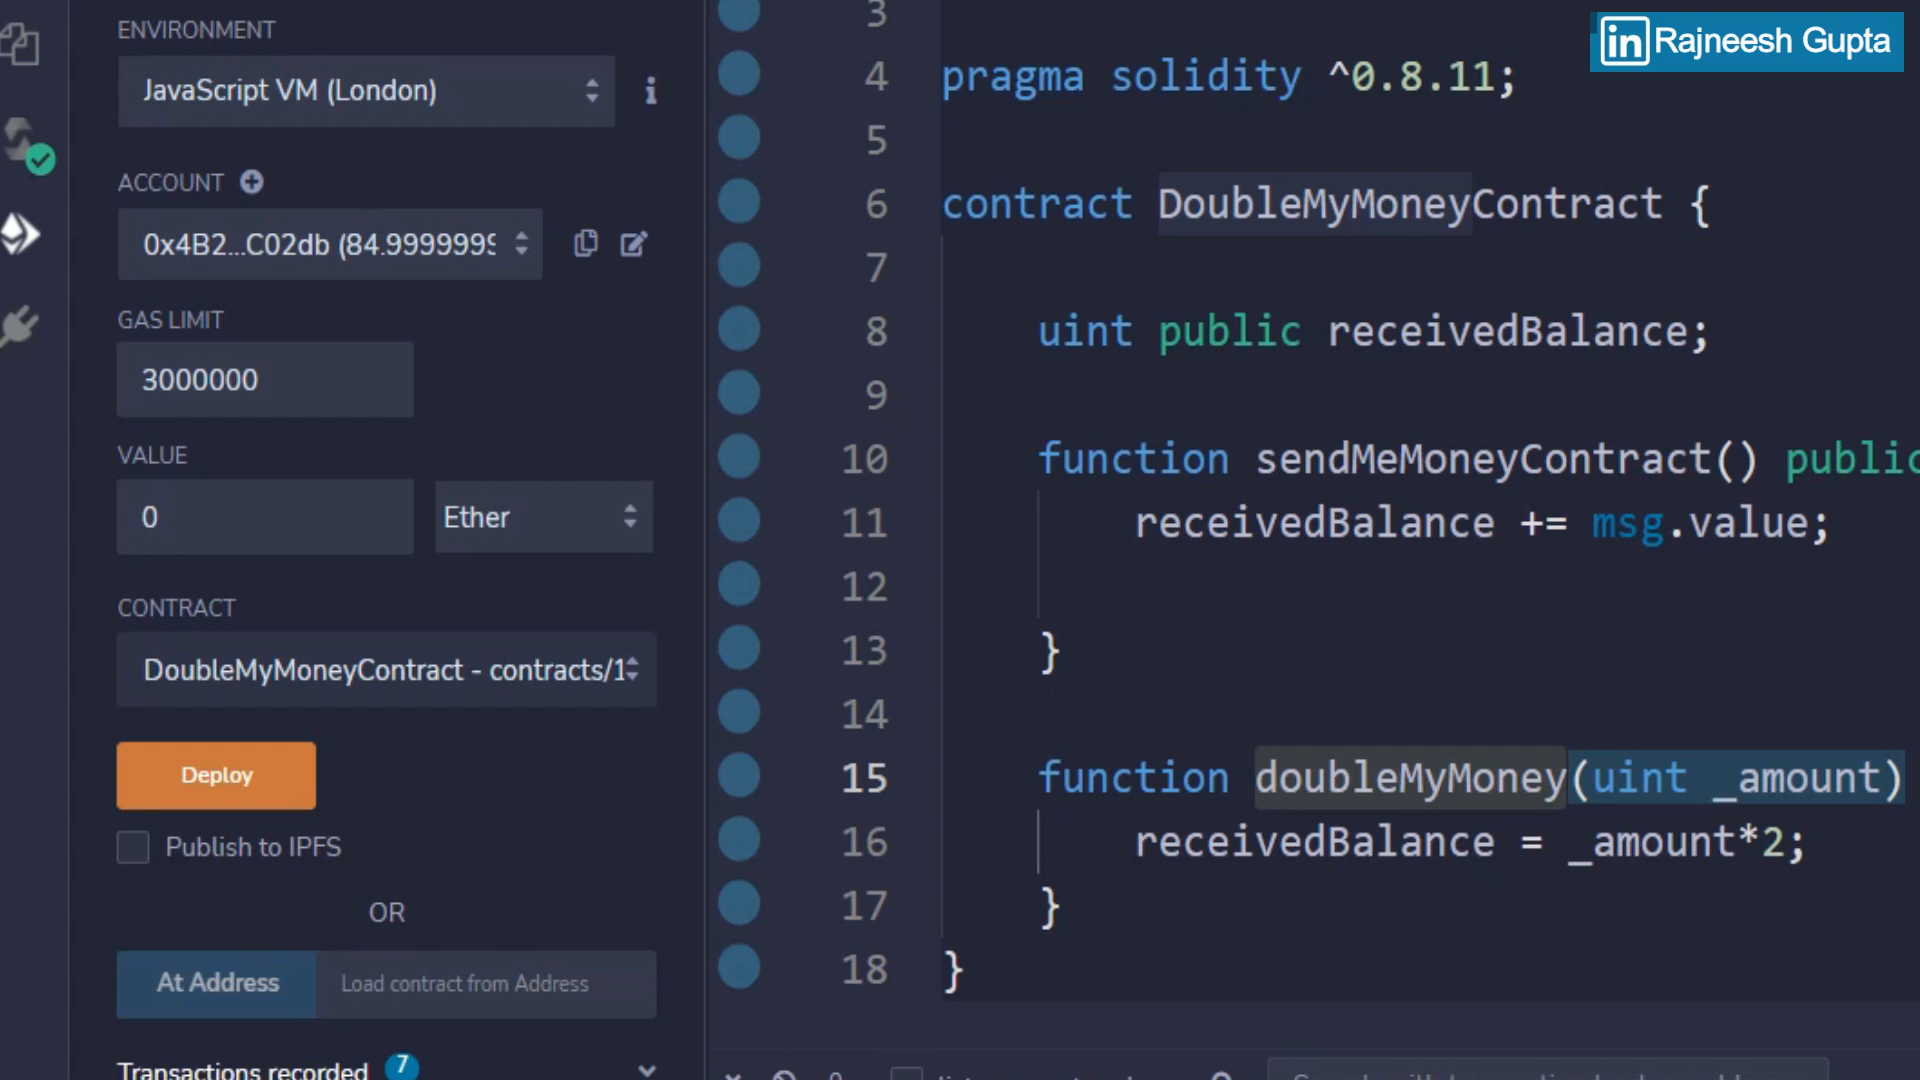 in Rajneesh Gupta
ENVIRONMENT
JavaScript VM (London)
i
ACCOUNT
0x4B2...C02db (84.9999999
GAS LIMIT
3000000
VALUE
0
Ether
CONTRACT
DoubleMyMoneyContract - contracts/1
Deploy
Publish to IPFS
OR
At Address
Load contract from Address
Transactions recorded 7
3
4 pragma solidity ^0.8.11;
5
6 contract DoubleMyMoneyContract {
7
8 uint public receivedBalance;
9
10 function sendMeMoneyContract() public
11 receivedBalance += msg.value;
12
13 }
14
15 function doubleMyMoney(uint _amount)
16 receivedBalance = _amount*2;
17 }
18 }